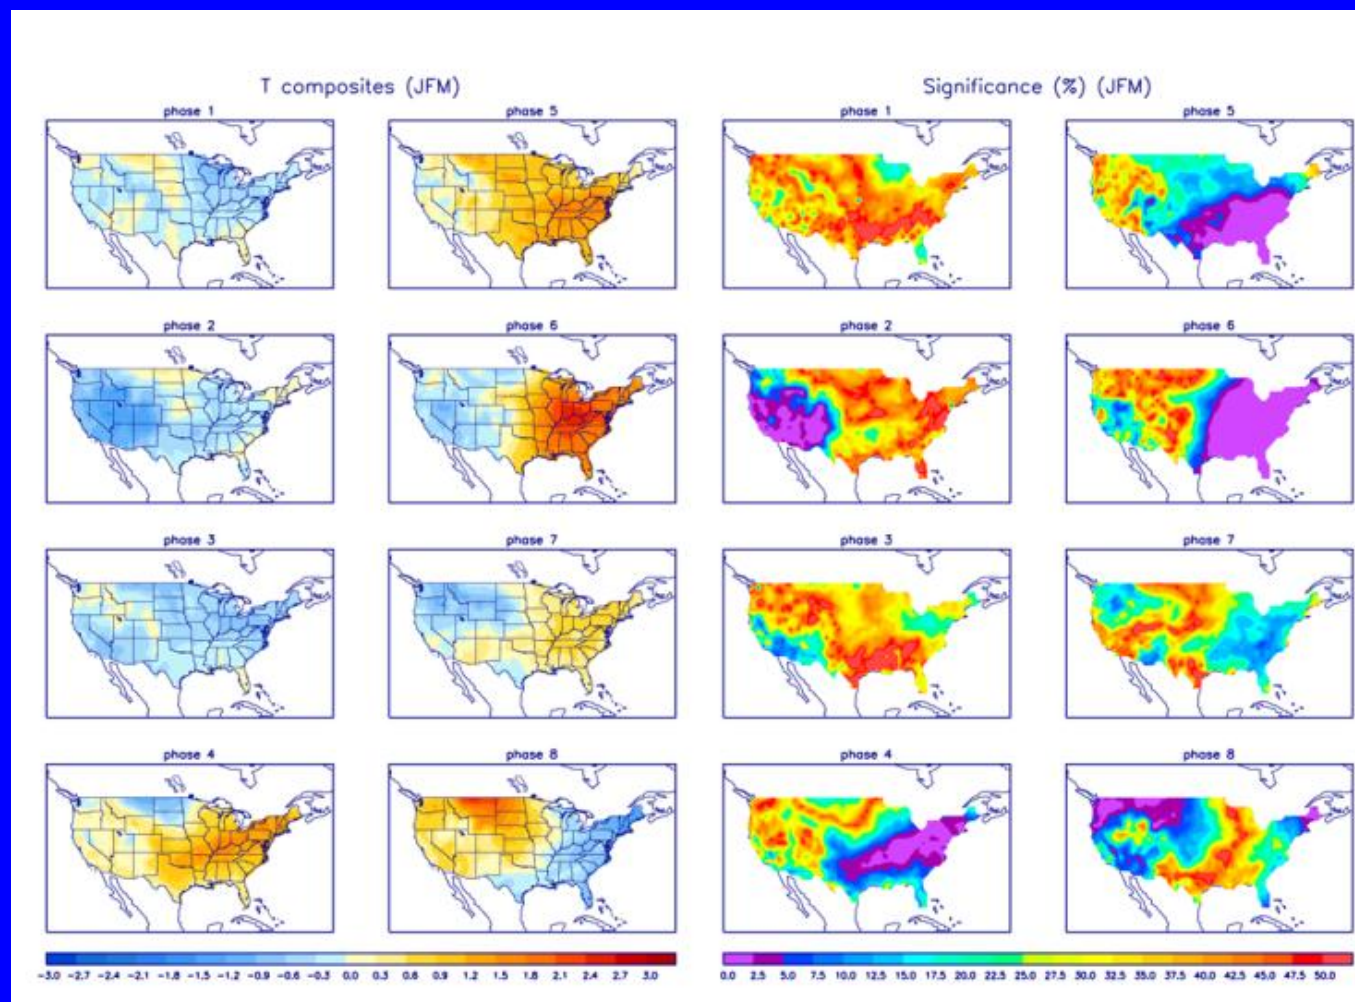 T composites (JFM)
Significance (%) (JFM)
phase 1
phase 5
phase 1
phase 5
phase 2
phase 6
phase 2
phase 6
phase 3
phase 7
phase 3
phase 7
phase 4
phase 8
phase 4
phase 8
-3.0 -2.7 -2.4 -2.1 -1.8 -1.5 -1.2 -0.9 -0.6 -0.3 0.0 0.3 0.6 0.9 1.2 1.5 1.8 2.1 2.4 2.7 3.0
0.0 2.5 5.0 7.5 10.0 12.5 15.0 17.5 20.0 22.5 25.0 27.5 30.0 32.5 35.0 37.5 40.0 42.5 45.0 47.5 50.0